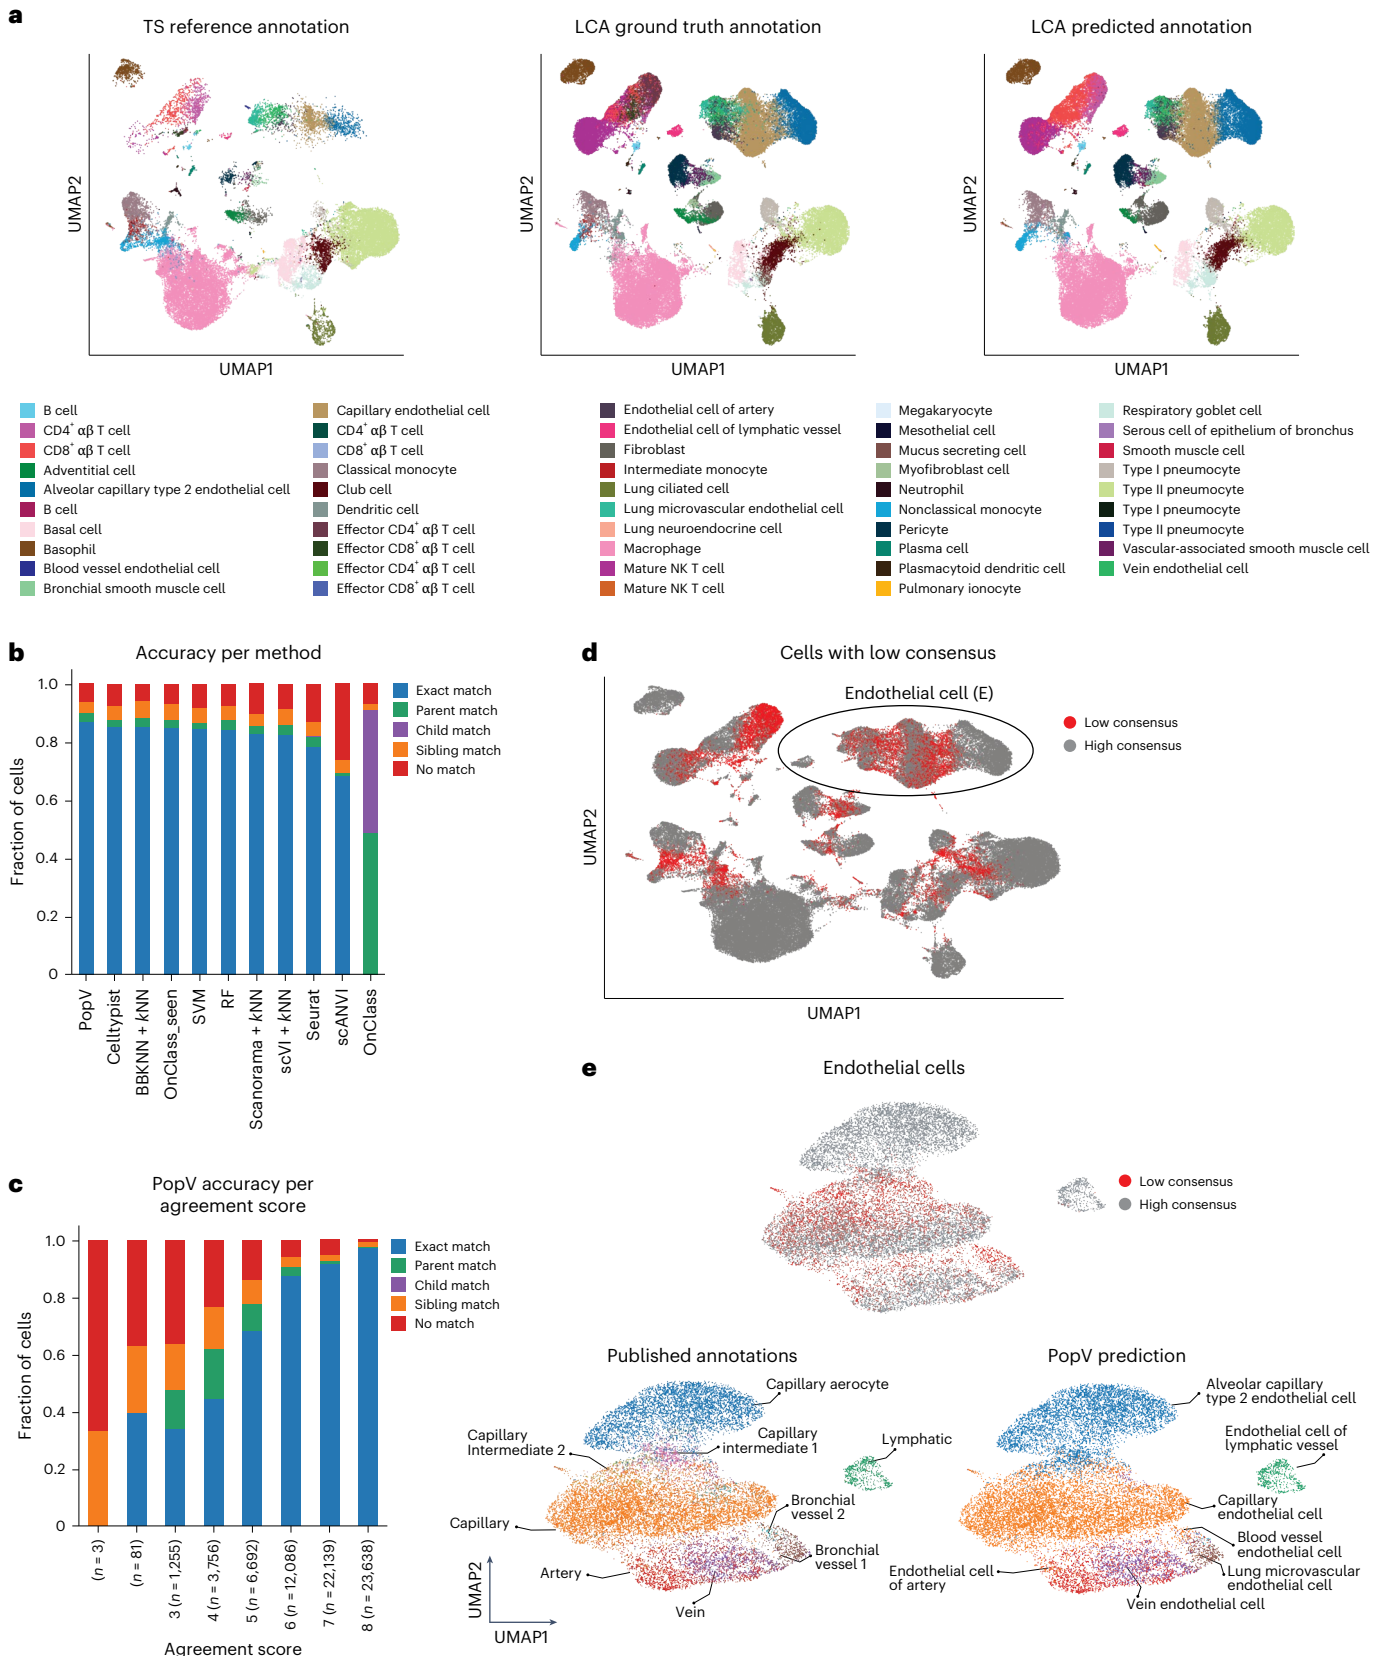 a
TS reference annotation
LCA ground truth annotation
LCA predicted annotation
UMAP2
UMAP1
UMAP2
UMAP1
UMAP2
UMAP1
B cell
CD4⁺ αβ T cell
CD8⁺ αβ T cell
Adventitial cell
Alveolar capillary type 2 endothelial cell
B cell
Basal cell
Basophil
Blood vessel endothelial cell
Bronchial smooth muscle cell
Capillary endothelial cell
CD4⁺ αβ T cell
CD8⁺ αβ T cell
Classical monocyte
Club cell
Dendritic cell
Effector CD4⁺ αβ T cell
Effector CD8⁺ αβ T cell
Effector CD4⁺ αβ T cell
Effector CD8⁺ αβ T cell
Endothelial cell of artery
Endothelial cell of lymphatic vessel
Fibroblast
Intermediate monocyte
Lung ciliated cell
Lung microvascular endothelial cell
Lung neuroendocrine cell
Macrophage
Mature NK T cell
Mature NK T cell
Megakaryocyte
Mesothelial cell
Mucus secreting cell
Myofibroblast cell
Neutrophil
Nonclassical monocyte
Pericyte
Plasma cell
Plasmacytoid dendritic cell
Pulmonary ionocyte
Respiratory goblet cell
Serous cell of epithelium of bronchus
Smooth muscle cell
Type I pneumocyte
Type II pneumocyte
Type I pneumocyte
Type II pneumocyte
Vascular-associated smooth muscle cell
Vein endothelial cell
b
Accuracy per method
Fraction of cells
1.0
0.8
0.6
0.4
0.2
0
PopV
Celltypist
BBKNN + kNN
OnClass_seen
SVM
RF
Scanorama + kNN
scVI + kNN
Seurat
scANVI
OnClass
Exact match
Parent match
Child match
Sibling match
No match
c
PopV accuracy per
agreement score
Fraction of cells
1.0
0.8
0.6
0.4
0.2
0
(n = 3)
(n = 81)
3 (n = 1,255)
4 (n = 3,756)
5 (n = 6,692)
6 (n = 12,086)
7 (n = 22,139)
8 (n = 23,638)
Agreement score
Exact match
Parent match
Child match
Sibling match
No match
d
Cells with low consensus
Endothelial cell (E)
Low consensus
High consensus
UMAP2
UMAP1
e
Endothelial cells
Low consensus
High consensus
Published annotations
Capillary aerocyte
Capillary
Intermediate 2
Capillary
intermediate 1
Lymphatic
Capillary
Bronchial
vessel 2
Bronchial
vessel 1
Artery
Vein
UMAP2
UMAP1
PopV prediction
Alveolar capillary
type 2 endothelial cell
Endothelial cell of
lymphatic vessel
Capillary
endothelial cell
Blood vessel
endothelial cell
Endothelial cell
of artery
Lung microvascular
endothelial cell
Vein endothelial cell